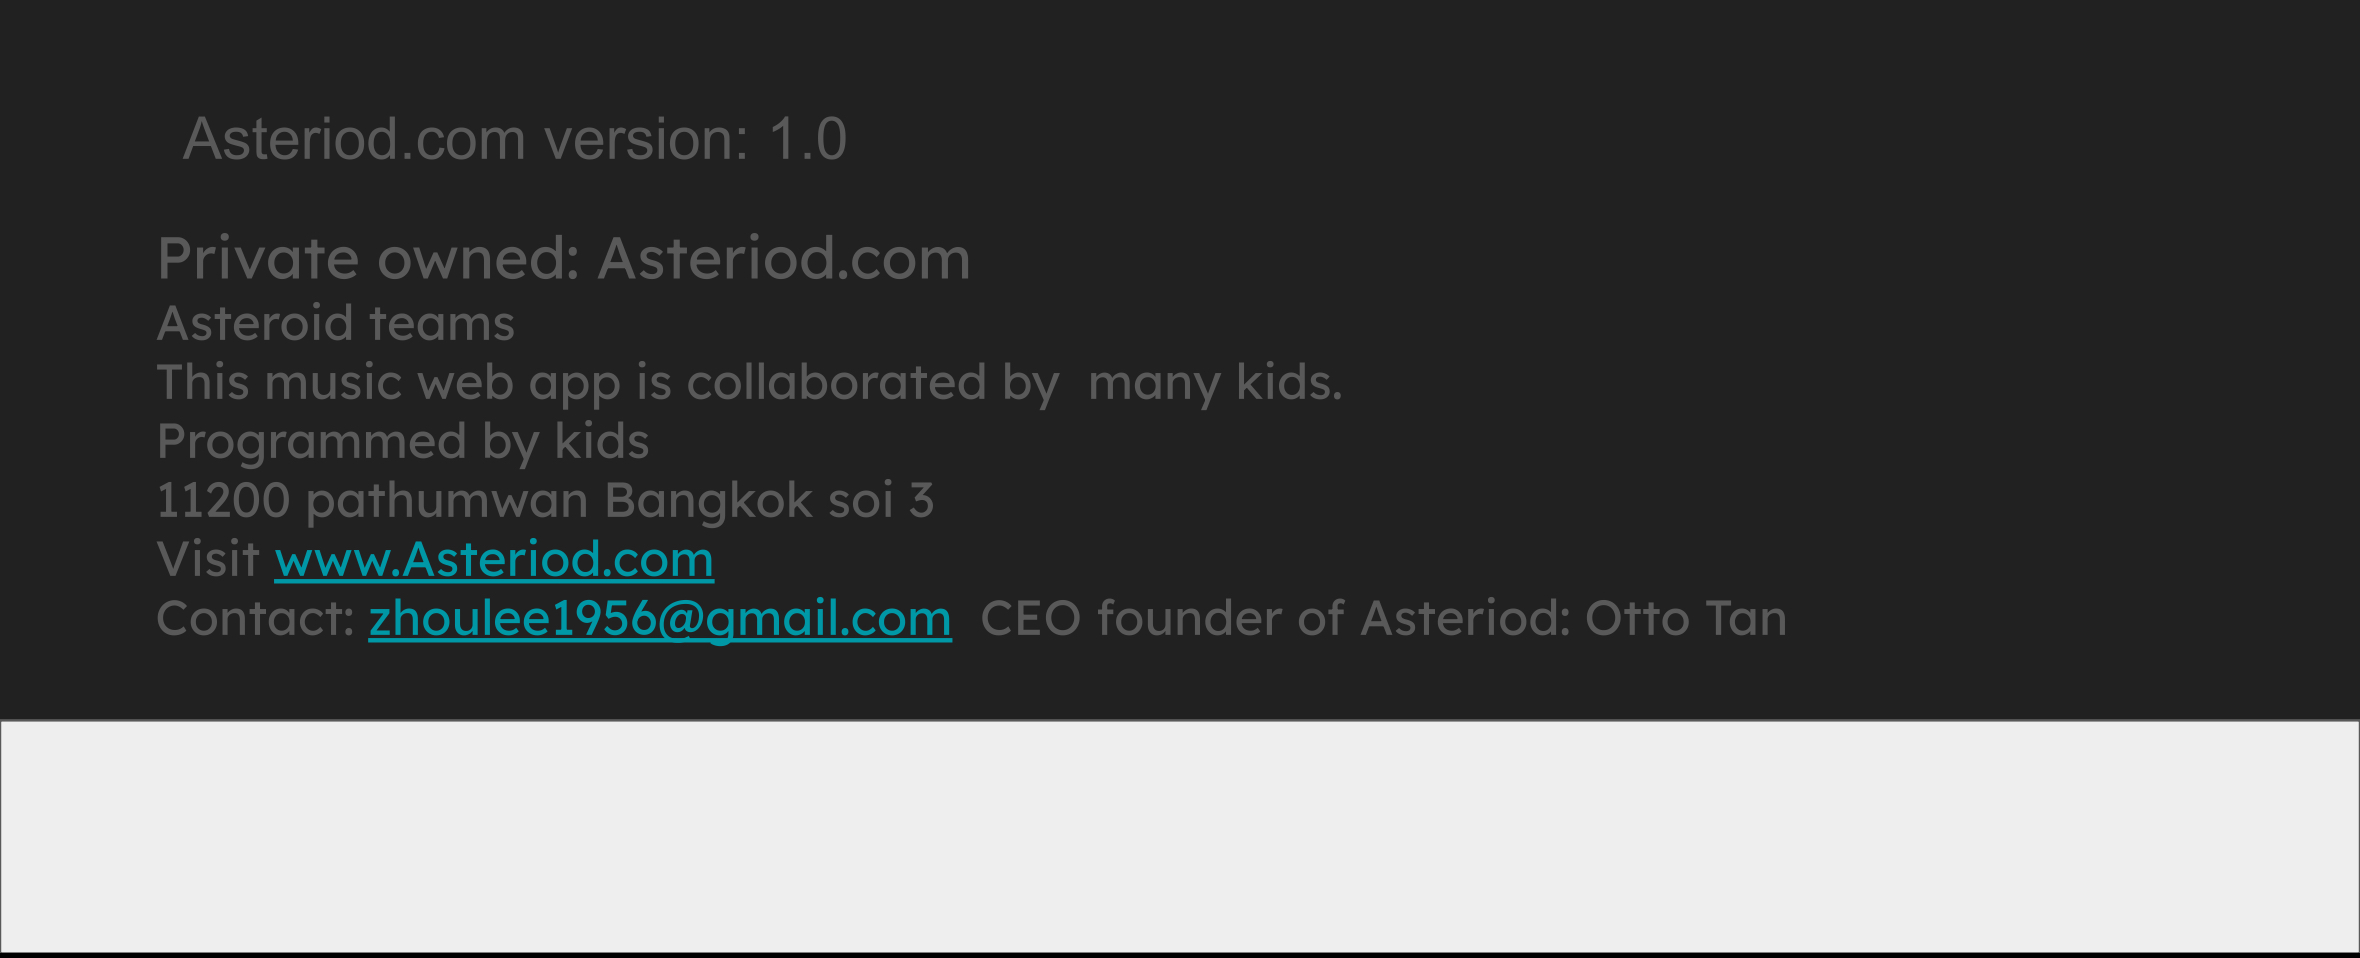 Asteriod.com version: 1.0
Private owned: Asteriod.com
Asteroid teams
This music web app is collaborated by  many kids.
Programmed by kids
11200 pathumwan Bangkok soi 3
Visit www.Asteriod.com
Contact: zhoulee1956@gmail.com  CEO founder of Asteriod: Otto Tan